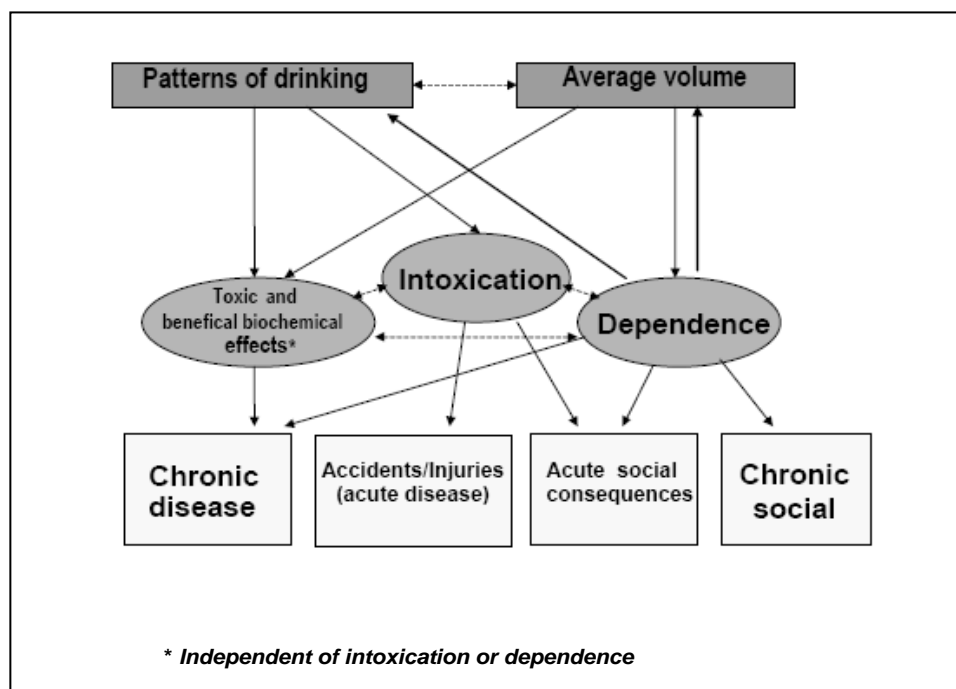 Patterns of drinking
Average volume
Intoxication
Toxic and
benefical biochemical
effects*
Dependence
Chronic
disease
Accidents/Injuries
(acute disease)
Acute social
consequences
Chronic
social
* Independent of intoxication or dependence